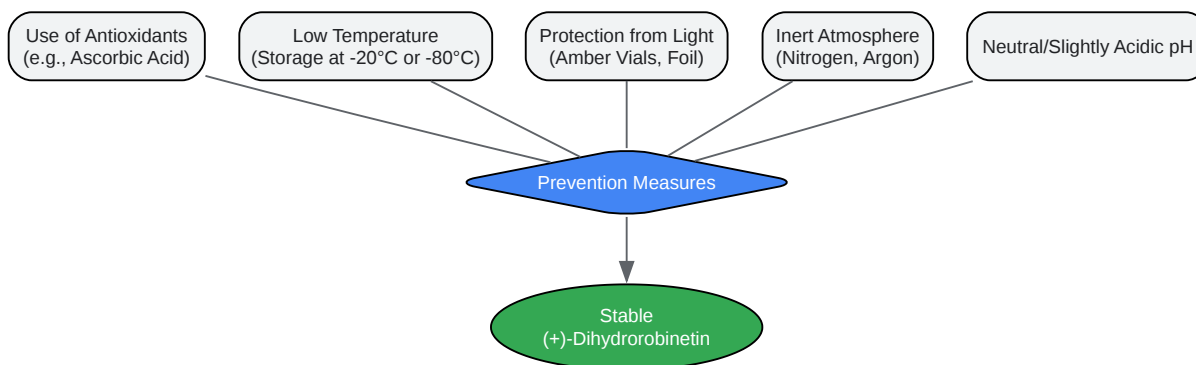 Use of Antioxidants
(e.g., Ascorbic Acid)
Low Temperature
(Storage at -20°C or -80°C)
Protection from Light
(Amber Vials, Foil)
Inert Atmosphere
(Nitrogen, Argon)
Neutral/Slightly Acidic pH
Prevention Measures
Stable
(+)-Dihydrorobinetin